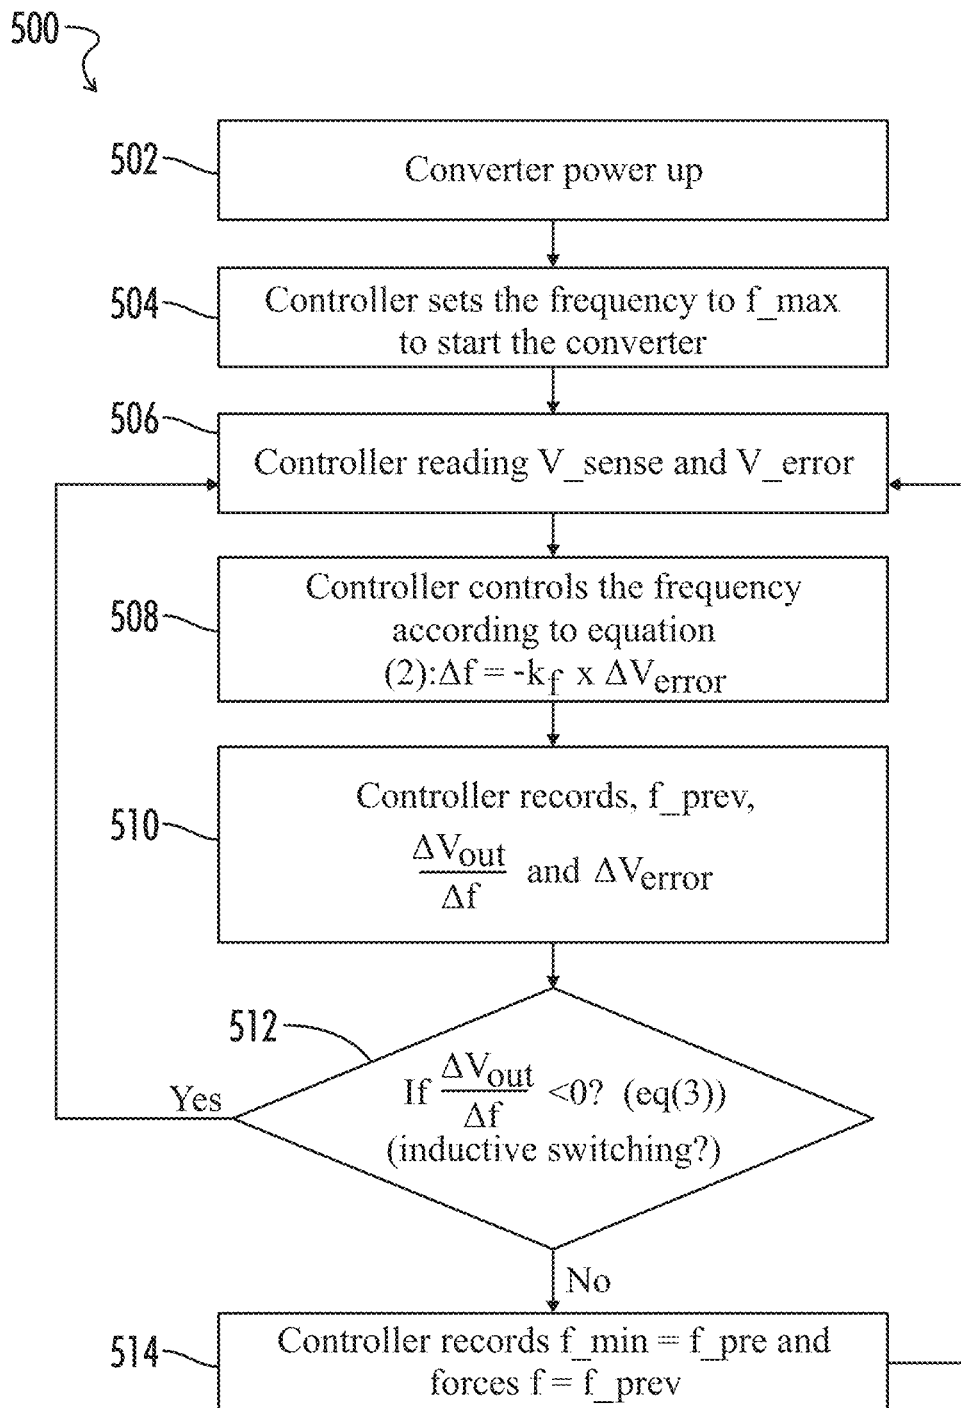 500
502
Converter power up
504
Controller sets the frequency to f_max
to start the converter
506
Controller reading V_sense and V_error
508
Controller controls the frequency
according to equation
(2):Δf = -kf x ΔVerror
510
Controller records, f_prev,
ΔVout
Δf
and ΔVerror
512
If ΔVout/Δf <0? (eq(3))
(inductive switching?)
Yes
No
514
Controller records f_min = f_pre and
forces f = f_prev